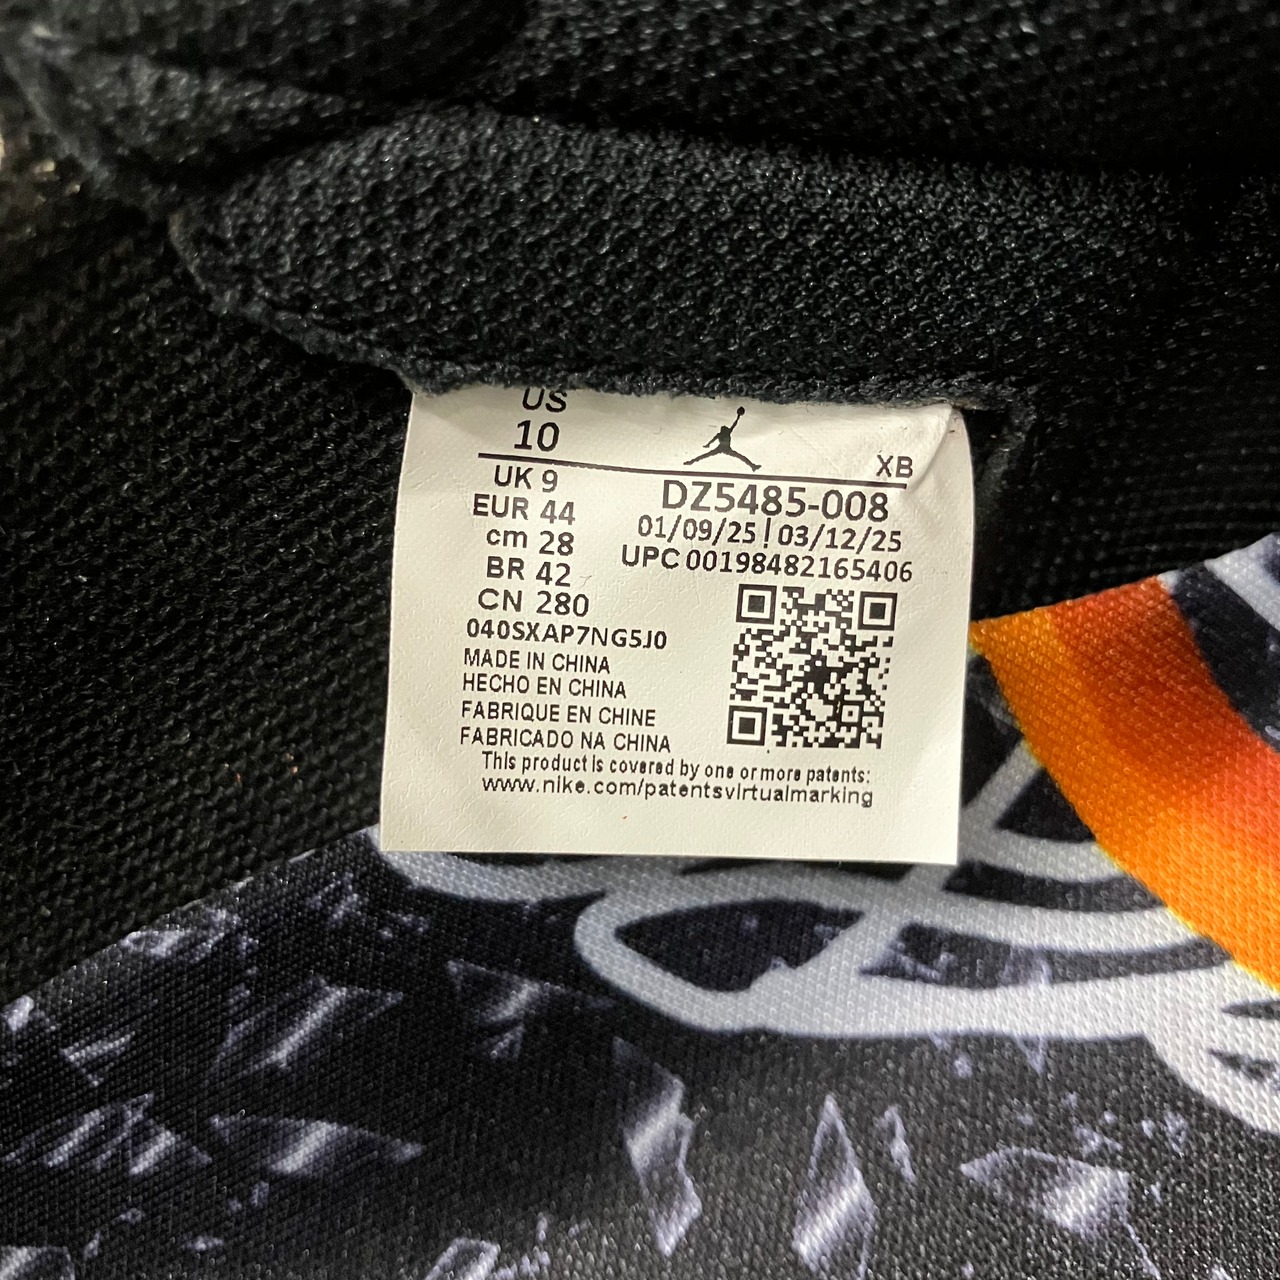 US
10
XB
UK 9
EUR 44
cm 28
BR 42
CN 280
DZ5485-008
01/09/25 | 03/12/25
UPC 00198482165406
040SXAP7NG5J0
MADE IN CHINA
HECHO EN CHINA
FABRIQUE EN CHINE
FABRICADO NA CHINA
This product is covered by one or more patents:
www.nike.com/patentsvirtualmarking